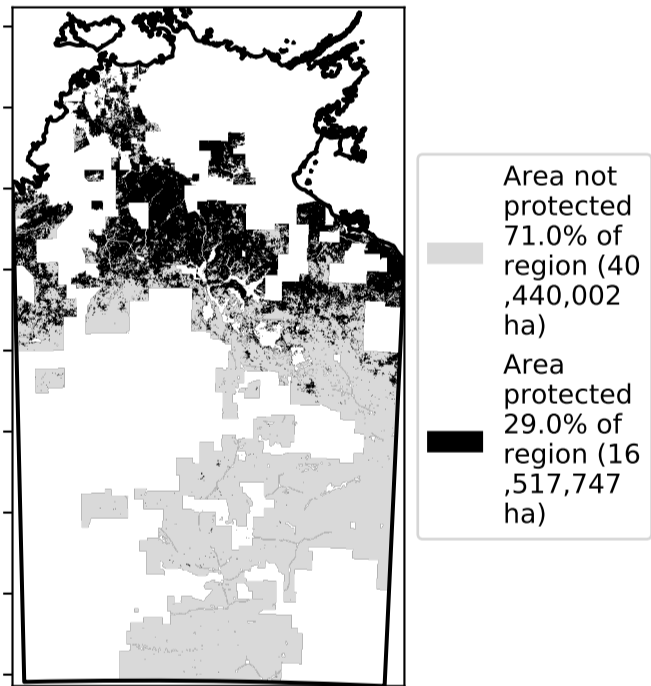 Area not
protected
71.0% of
region (40
,440,002
ha)
Area
protected
29.0% of
region (16
,517,747
ha)